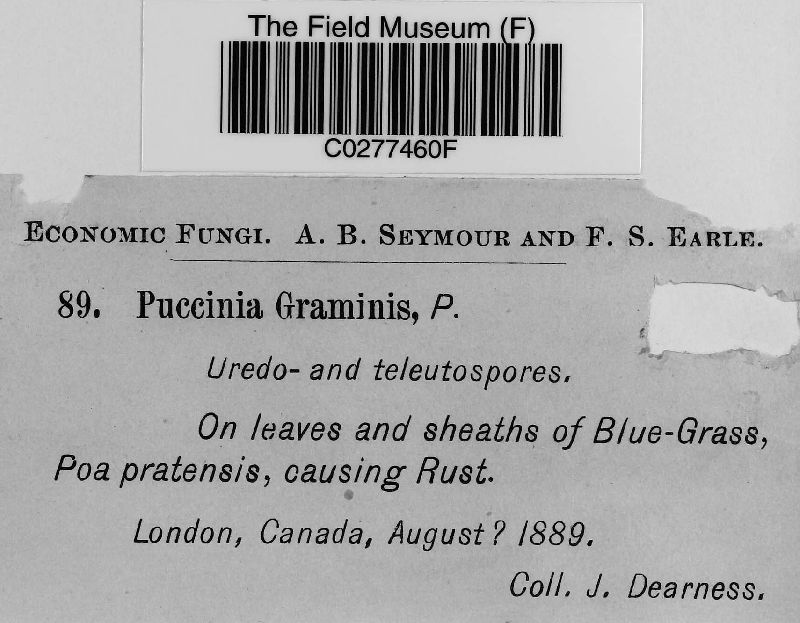 The Field Museum (F)
C0277460F
Economic Fungi. A. B. Seymour and F. S. Earle.
89. Puccinia Graminis, P.
Uredo- and teleutospores.
On leaves and sheaths of Blue-Grass,
Poa pratensis, causing Rust.
London, Canada, August ? 1889.
Coll. J. Dearness.